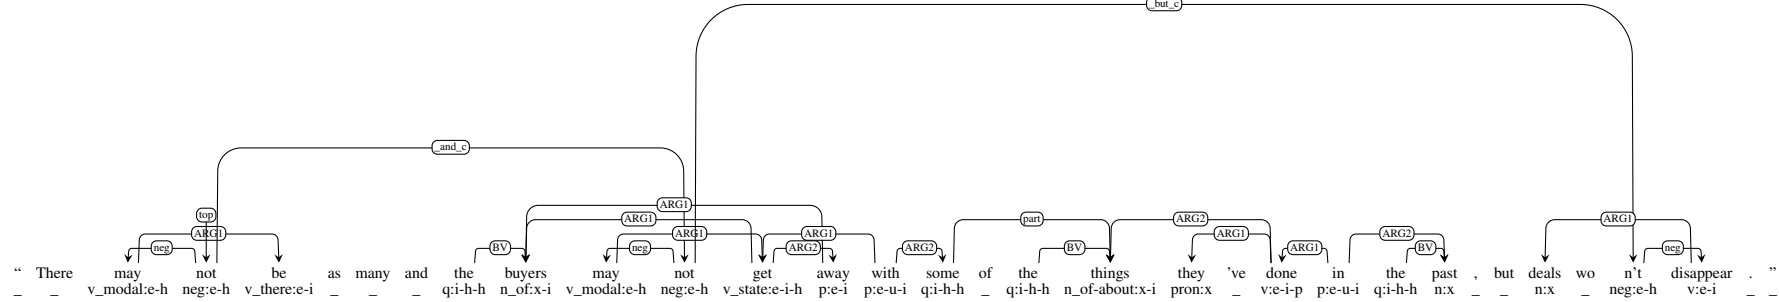 _but_c
_and_c
ARG1
top ARG1 part ARG2 ARG1
ARG1 ARG1 ARG1 ARG1 ARG2
neg BV neg ARG2 ARG2 BV ARG1 BV neg
“ There may not be as many and the buyers may not get away with some of the things they 've done in the past , but deals wo n't disappear . ”
_ _ v_modal:e-h neg:e-h v_there:e-i _ _ _ q:i-h-h n_of:x-i v_modal:e-h neg:e-h v_state:e-i-h p:e-i p:e-u-i q:i-h-h _ q:i-h-h n_of-about:x-i pron:x _ v:e-i-p p:e-u-i q:i-h-h n:x _ _ n:x _ neg:e-h v:e-i _ _